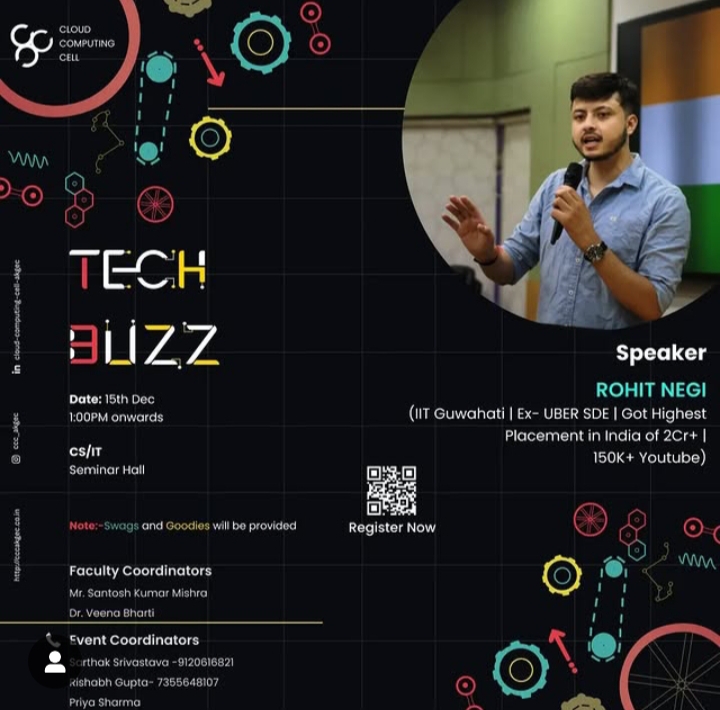 CLOUD
COMPUTING
CELL
TECH
BUZZ
Date: 15th Dec
1:00PM onwards
CS/IT
Seminar Hall
Note:-Swags and Goodies will be provided
Faculty Coordinators
Mr. Santosh Kumar Mishra
Dr. Veena Bharti
Event Coordinators
Sarthak Srivastava -9120616821
Rishabh Gupta- 7355648107
Priya Sharma
Speaker
ROHIT NEGI
(IIT Guwahati | Ex- UBER SDE | Got Highest
Placement in India of 2Cr+ |
150K+ Youtube)
Register Now
in cloud-computing-cell-akgec
ccc_akgec
http://cccakgec.co.in